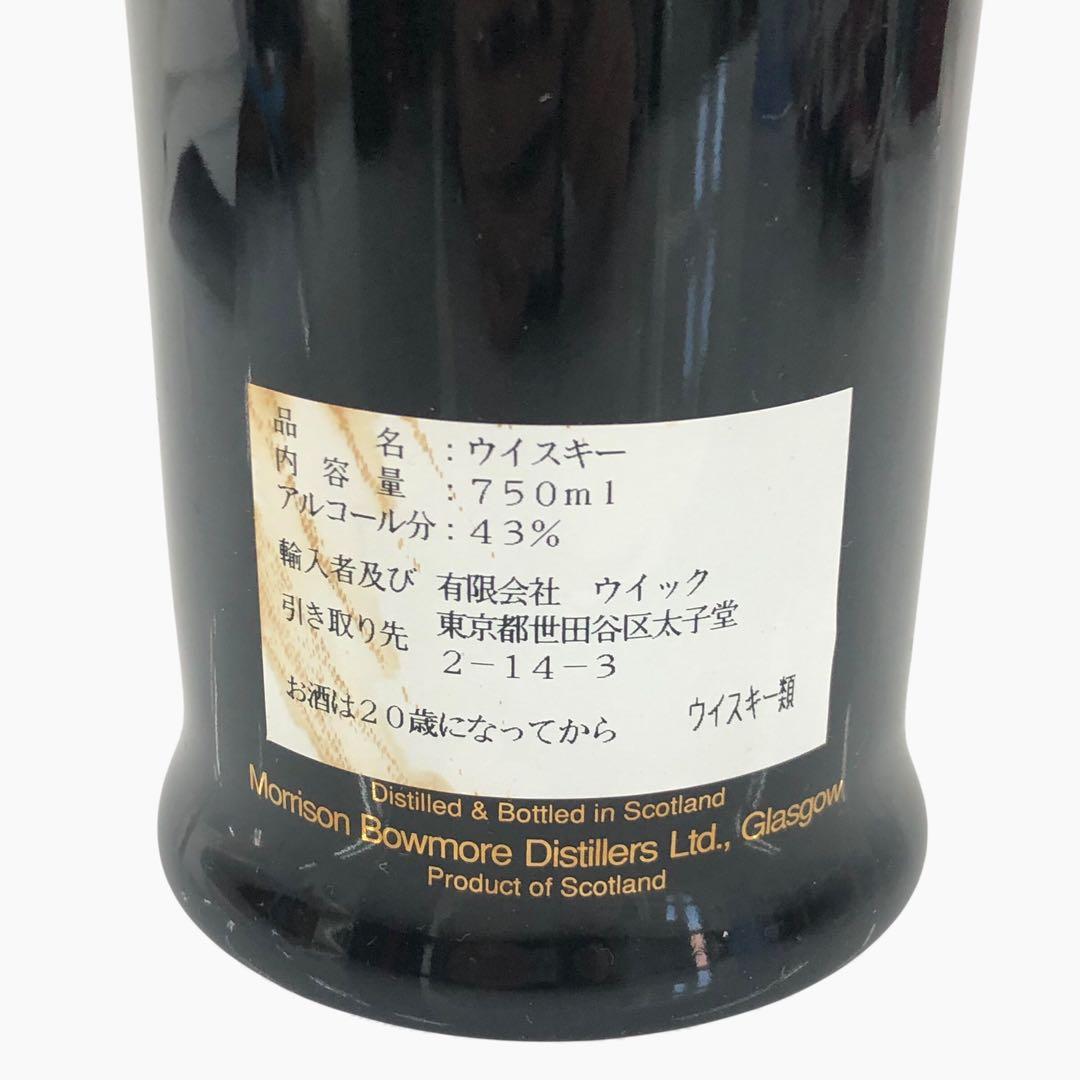 品名：ウイスキー
内容量：７５０ｍｌ
アルコール分：４３％
輸入者及び 有限会社 ウイック
引き取り先 東京都世田谷区太子堂
２－１４－３
お酒は２０歳になってから ウイスキー類
Distilled & Bottled in Scotland
Morrison Bowmore Distillers Ltd., Glasgow
Product of Scotland